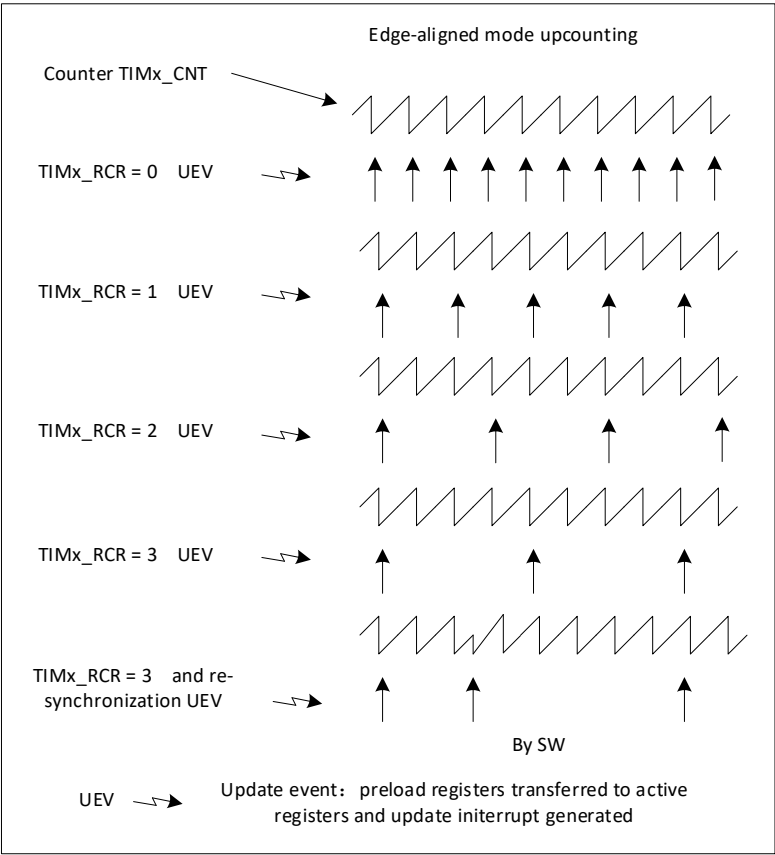 Edge-aligned mode upcounting
Counter TIMx_CNT
TIMx_RCR = 0 UEV
TIMx_RCR = 1 UEV
TIMx_RCR = 2 UEV
TIMx_RCR = 3 UEV
TIMx_RCR = 3 and re-
synchronization UEV
By SW
UEV
Update event：preload registers transferred to active
registers and update initerrupt generated